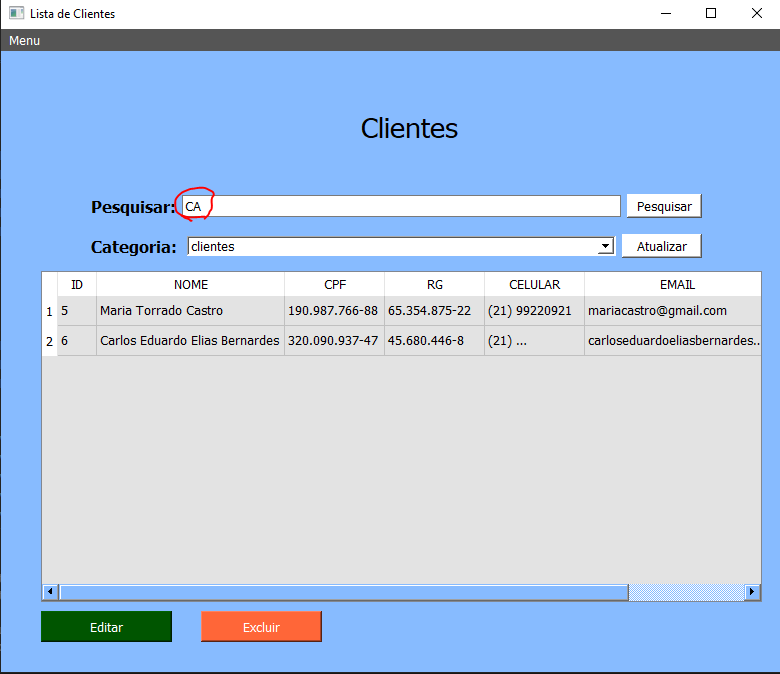 Lista de Clientes
Menu
Clientes
Pesquisar: CA Pesquisar
Categoria: clientes Atualizar
ID NOME CPF RG CELULAR EMAIL
1 5 Maria Torrado Castro 190.987.766-88 65.354.875-22 (21) 99220921 mariacastro@gmail.com
2 6 Carlos Eduardo Elias Bernardes 320.090.937-47 45.680.446-8 (21) ... carloseduardoeliasbernardes...
Editar Excluir